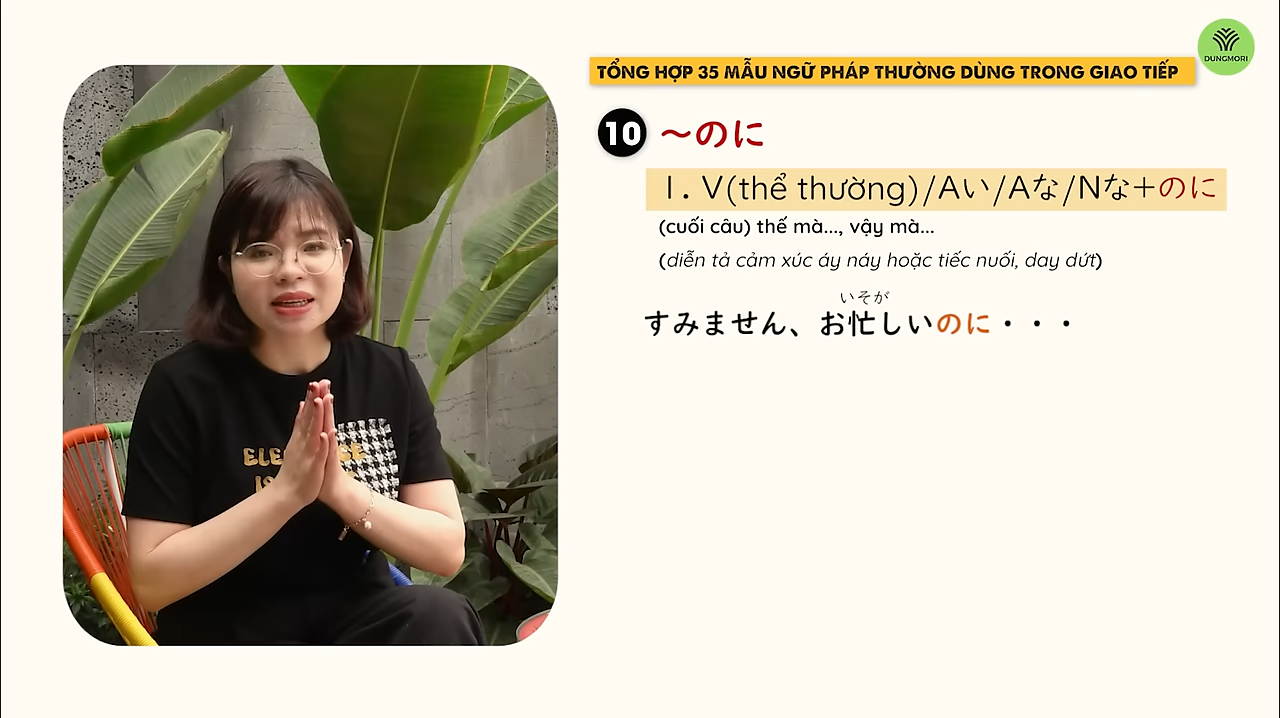 DUNGMORI
TỔNG HỢP 35 MẪU NGỮ PHÁP THƯỜNG DÙNG TRONG GIAO TIẾP
10 〜のに
1. V(thể thường)/Aい/Aな/Nな+のに
(cuối câu) thế mà..., vậy mà...
(diễn tả cảm xúc áy náy hoặc tiếc nuối, day dứt)
いそが
すみません、お忙しいのに・・・